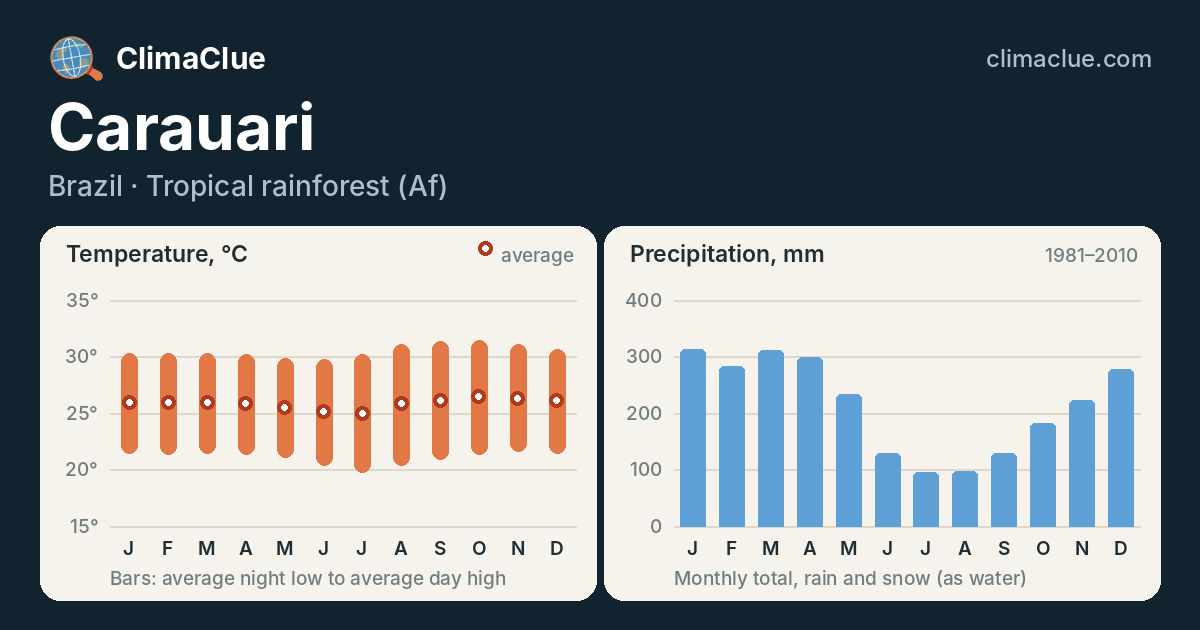 ClimaClue
climaclue.com
Carauari
Brazil · Tropical rainforest (Af)
Temperature, °C
average
35°
30°
25°
20°
15°
J F M A M J J A S O N D
Bars: average night low to average day high
Precipitation, mm
1981–2010
400
300
200
100
0
J F M A M J J A S O N D
Monthly total, rain and snow (as water)